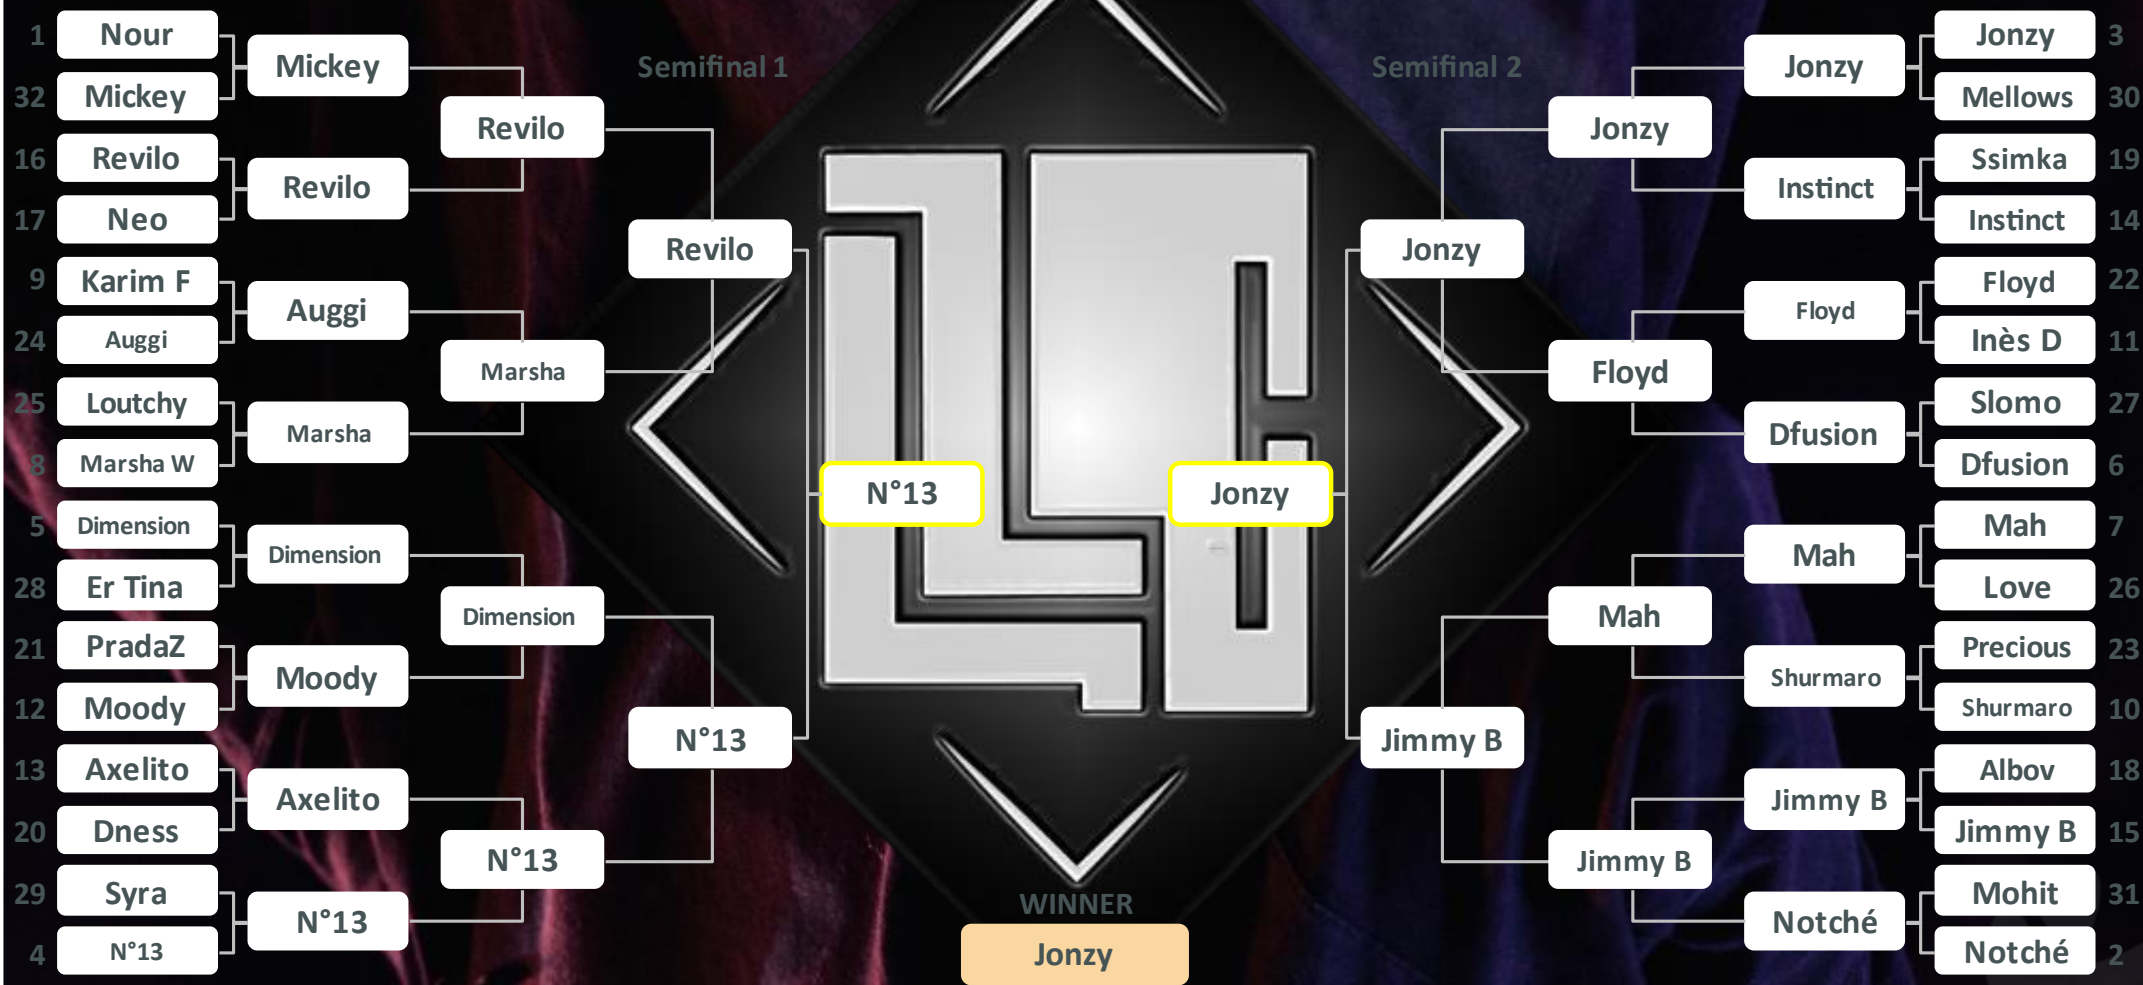 1 Nour
32 Mickey
16 Revilo
17 Neo
9 Karim F
24 Auggi
25 Loutchy
8 Marsha W
5 Dimension
28 Er Tina
21 PradaZ
12 Moody
13 Axelito
20 Dness
29 Syra
4 N°13
Mickey
Revilo
Auggi
Marsha
Dimension
Moody
Axelito
N°13
Revilo
Marsha
Dimension
N°13
Semifinal 1
Revilo
N°13
N°13
Jonzy
WINNER
Jonzy
Semifinal 2
Jonzy
Jimmy B
Jonzy
Floyd
Mah
Jimmy B
Jonzy
Instinct
Floyd
Dfusion
Mah
Shurmaro
Jimmy B
Notché
Jonzy 3
Mellows 30
Ssimka 19
Instinct 14
Floyd 22
Inès D 11
Slomo 27
Dfusion 6
Mah 7
Love 26
Precious 23
Shurmaro 10
Albov 18
Jimmy B 15
Mohit 31
Notché 2